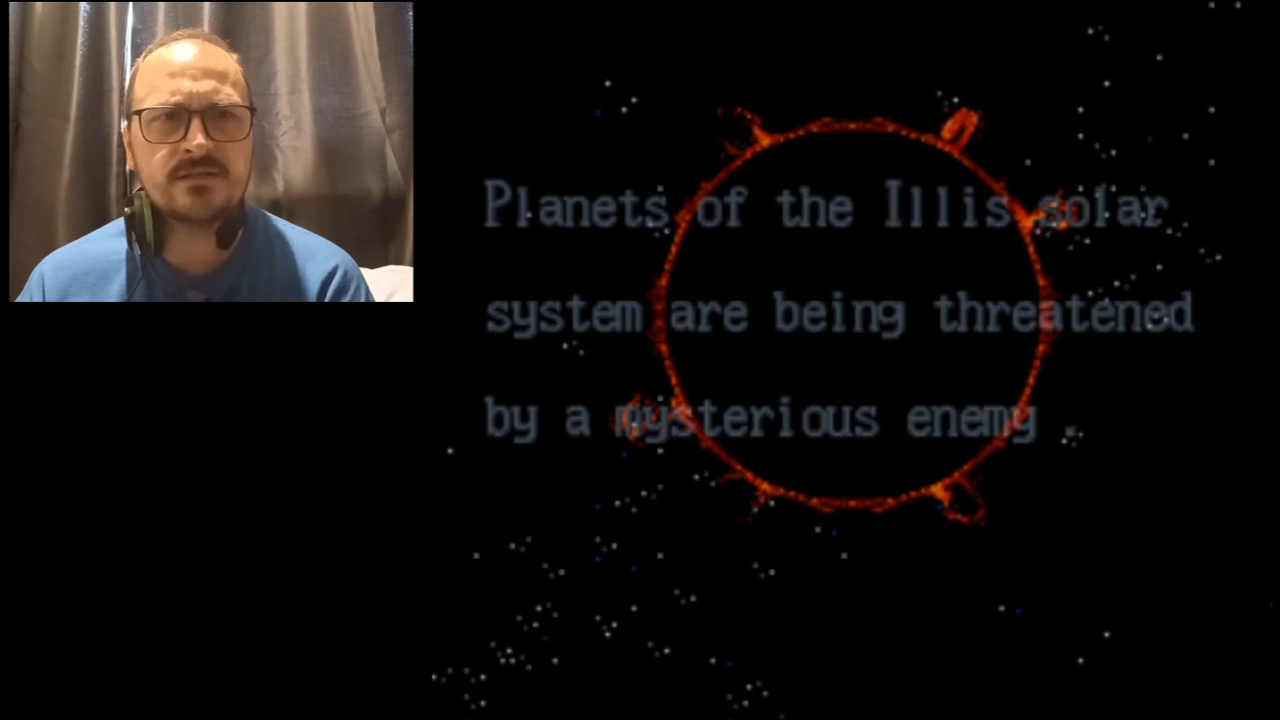 Planets of the Illis solar
system are being threatened
by a mysterious enemy .